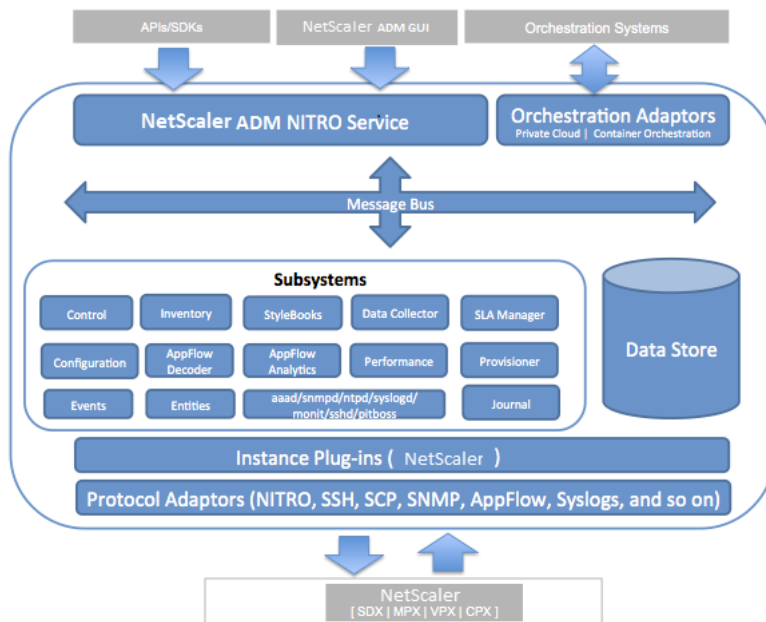 APIs/SDKs
NetScaler ADM GUI
Orchestration Systems
NetScaler ADM NITRO Service
Orchestration Adaptors
Private Cloud | Container Orchestration
Message Bus
Subsystems
Control
Inventory
StyleBooks
Data Collector
SLA Manager
Configuration
AppFlow
Decoder
AppFlow
Analytics
Performance
Provisioner
Events
Entities
aaad/snmpd/ntpd/syslogd/
monit/sshd/pitboss
Journal
Data Store
Instance Plug-ins ( NetScaler )
Protocol Adaptors (NITRO, SSH, SCP, SNMP, AppFlow, Syslogs, and so on)
NetScaler
[ SDX | MPX | VPX | CPX ]